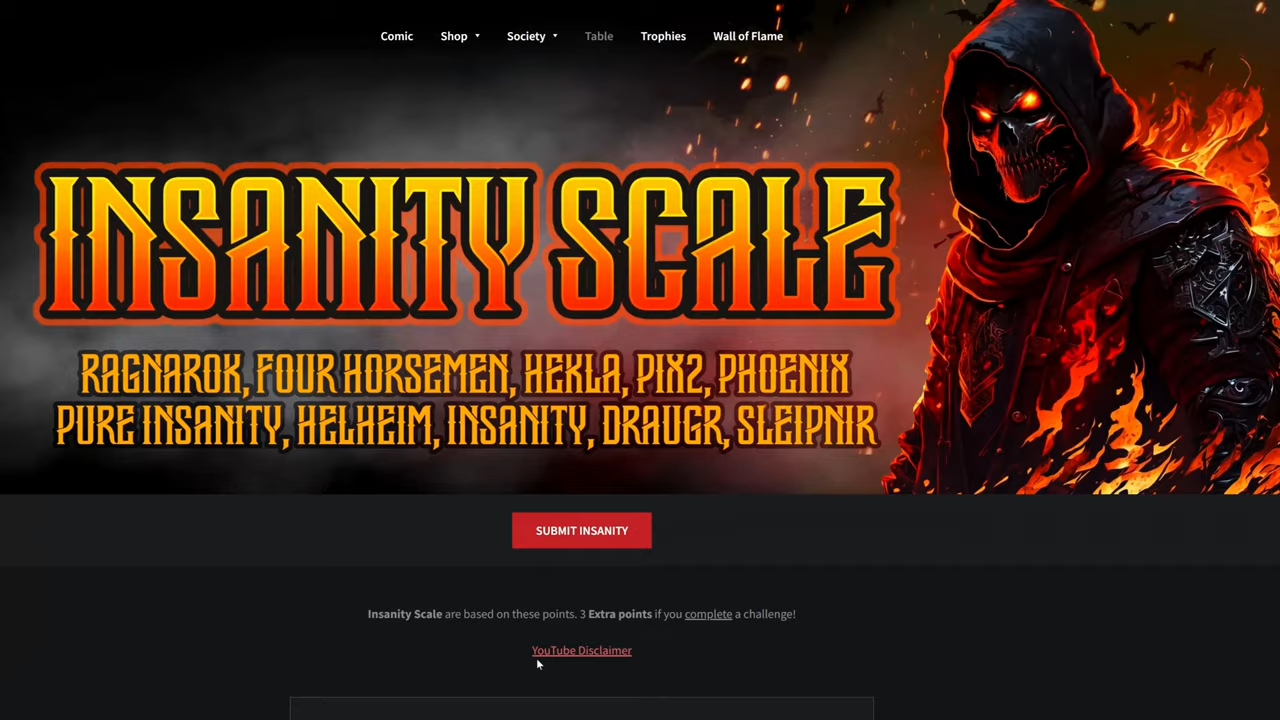 Comic Shop Society Table Trophies Wall of Flame
INSANITY SCALE
RAGNAROK, FOUR HORSEMEN, HEKLA, PIX2, PHOENIX
PURE INSANITY, HELHEIM, INSANITY, DRAUGR, SLEIPNIR
SUBMIT INSANITY
Insanity Scale are based on these points. 3 Extra points if you complete a challenge!
YouTube Disclaimer